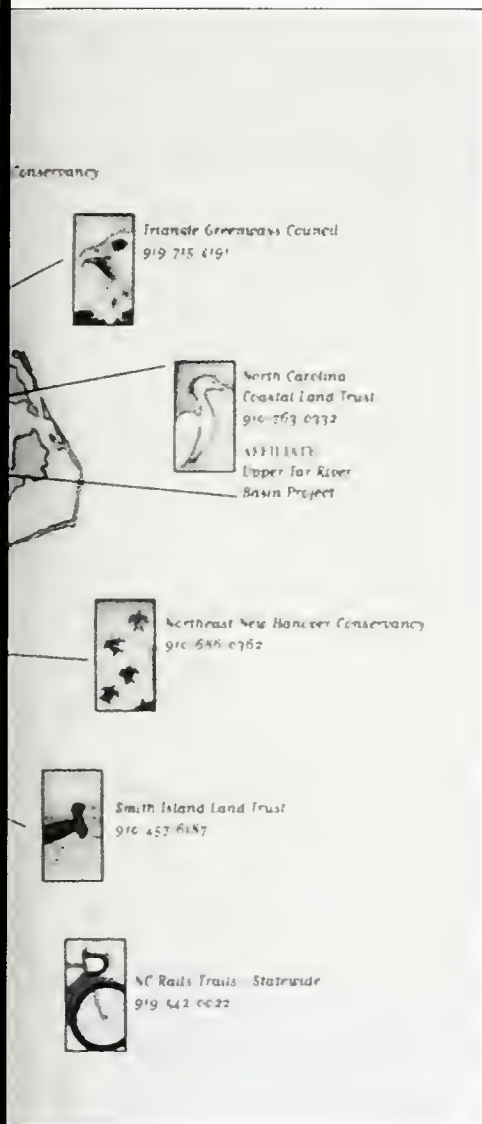 Conservancy
Triangle Greenways Council
919 715 4191
North Carolina
Coastal Land Trust
910 763 0332
AFFILIATE
Upper Tar River
Basin Project
Northeast New Hanover Conservancy
910 686 0362
Smith Island Land Trust
910 457 6187
NC Rails Trails Statewide
919 542 0022